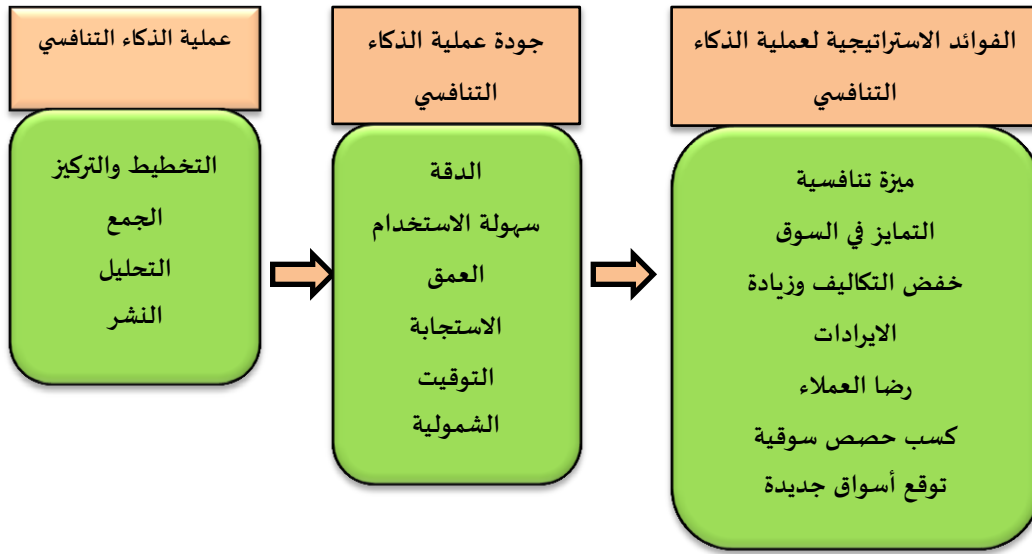 عملية الذكاء التنافسي
التخطيط والتركيز
الجمع
التحليل
النشر
جودة عملية الذكاء
التنافسي
الدقة
سهولة الاستخدام
العمق
الاستجابة
التوقيت
الشمولية
الفوائد الاستراتيجية لعملية الذكاء
التنافسي
ميزة تنافسية
التمايز في السوق
خفض التكاليف وزيادة
الايرادات
رضا العملاء
كسب حصص سوقية
توقع أسواق جديدة